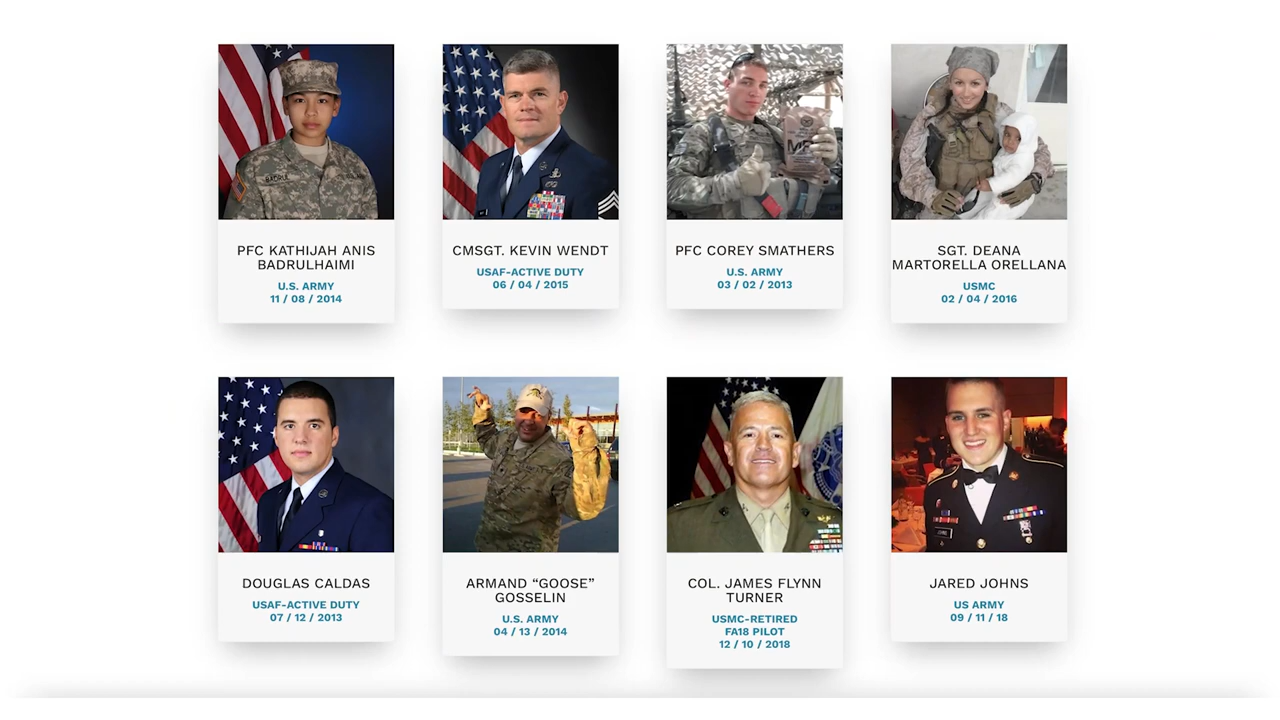 PFC KATHIJAH ANIS
BADRULHAIMI
U.S. ARMY
11 / 08 / 2014
CMSGT. KEVIN WENDT
USAF-ACTIVE DUTY
06 / 04 / 2015
PFC COREY SMATHERS
U.S. ARMY
03 / 02 / 2013
SGT. DEANA
MARTORELLA ORELLANA
USMC
02 / 04 / 2016
DOUGLAS CALDAS
USAF-ACTIVE DUTY
07 / 12 / 2013
ARMAND “GOOSE”
GOSSELIN
U.S. ARMY
04 / 13 / 2014
COL. JAMES FLYNN
TURNER
USMC-RETIRED
FA18 PILOT
12 / 10 / 2018
JARED JOHNS
US ARMY
09 / 11 / 18